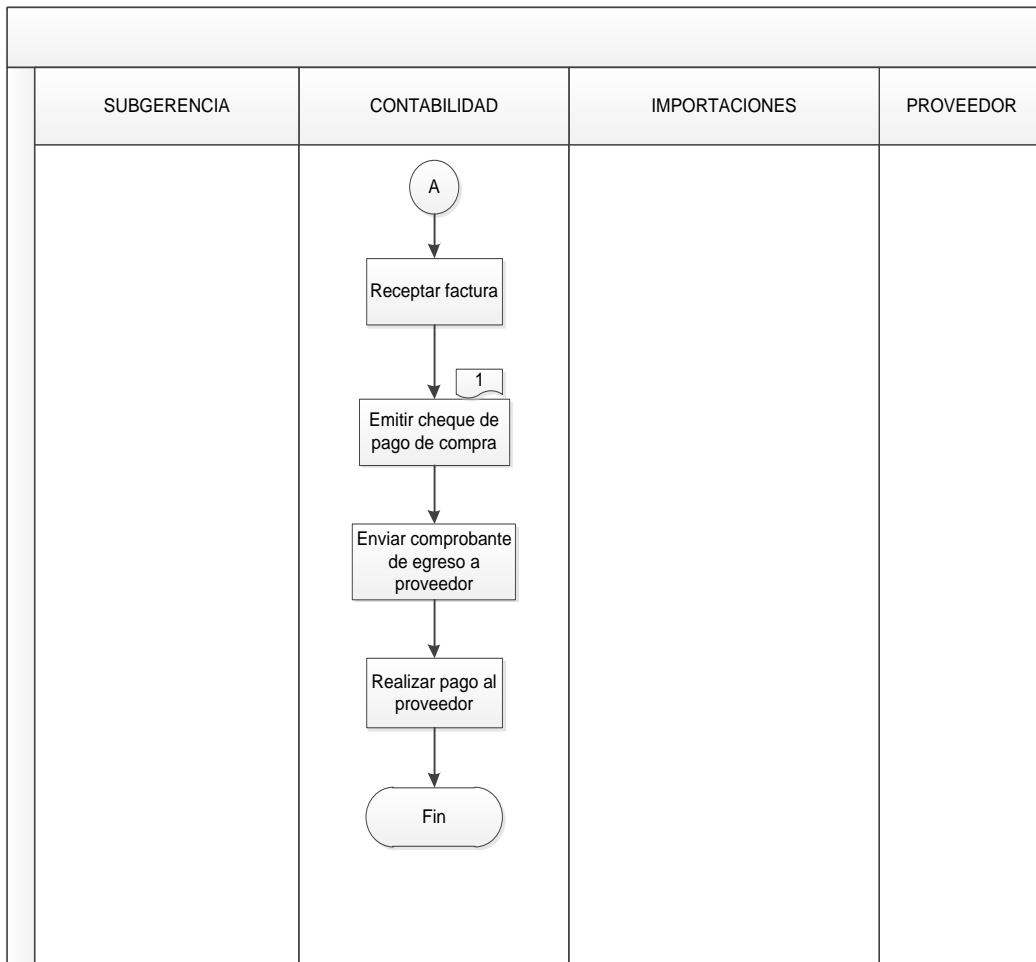 SUBGERENCIA
CONTABILIDAD
IMPORTACIONES
PROVEEDOR
A
Receptar factura
1
Emitir cheque de
pago de compra
Enviar comprobante
de egreso a
proveedor
Realizar pago al
proveedor
Fin